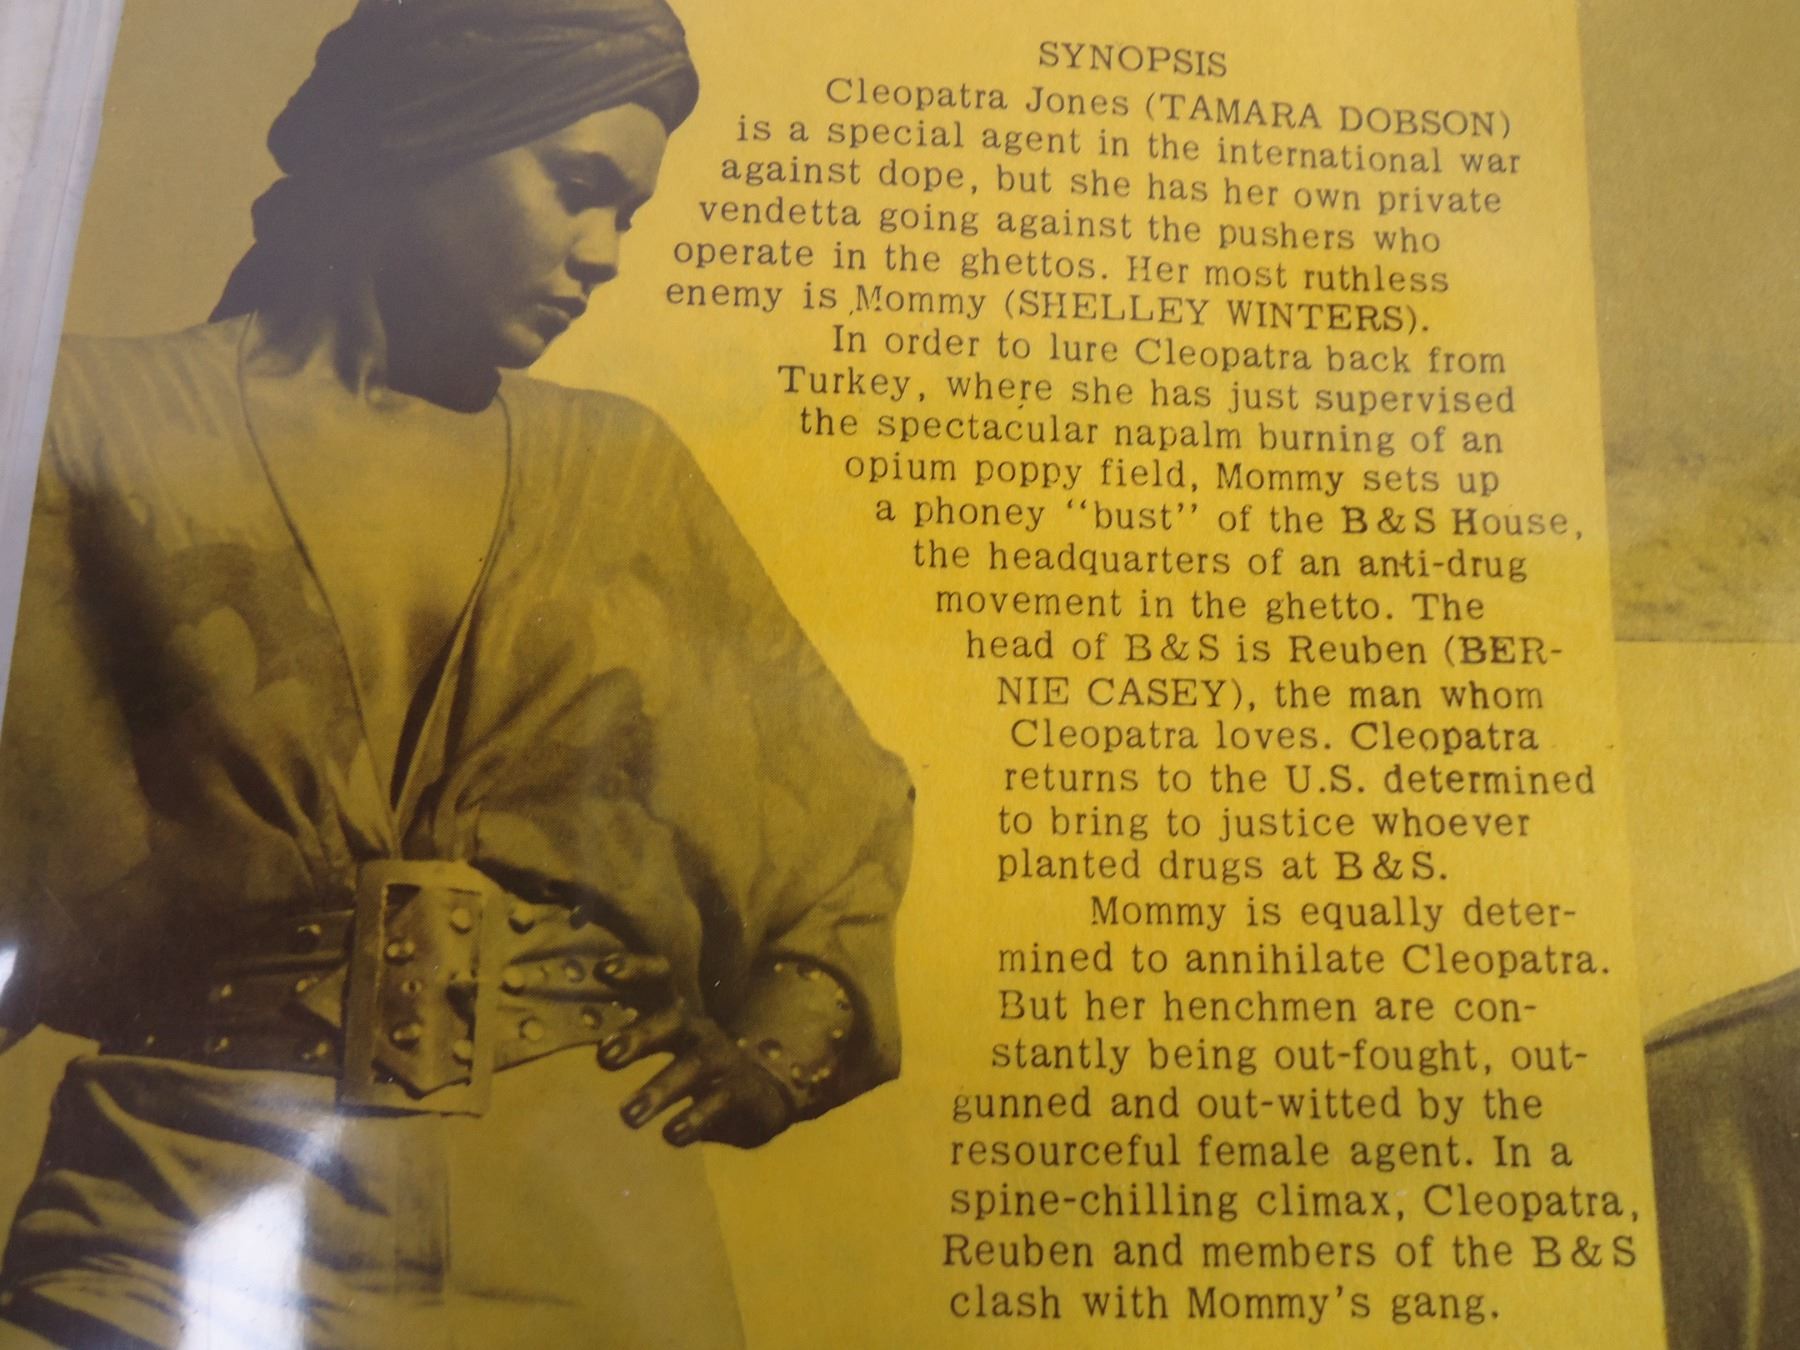 SYNOPSIS
Cleopatra Jones (TAMARA DOBSON)
is a special agent in the international war
against dope, but she has her own private
vendetta going against the pushers who
operate in the ghettos. Her most ruthless
enemy is Mommy (SHELLEY WINTERS).
In order to lure Cleopatra back from
Turkey, where she has just supervised
the spectacular napalm burning of an
opium poppy field, Mommy sets up
a phoney “bust” of the B & S House,
the headquarters of an anti-drug
movement in the ghetto. The
head of B & S is Reuben (BER-
NIE CASEY), the man whom
Cleopatra loves. Cleopatra
returns to the U.S. determined
to bring to justice whoever
planted drugs at B & S.
Mommy is equally deter-
mined to annihilate Cleopatra.
But her henchmen are con-
stantly being out-fought, out-
gunned and out-witted by the
resourceful female agent. In a
spine-chilling climax, Cleopatra,
Reuben and members of the B & S
clash with Mommy’s gang.